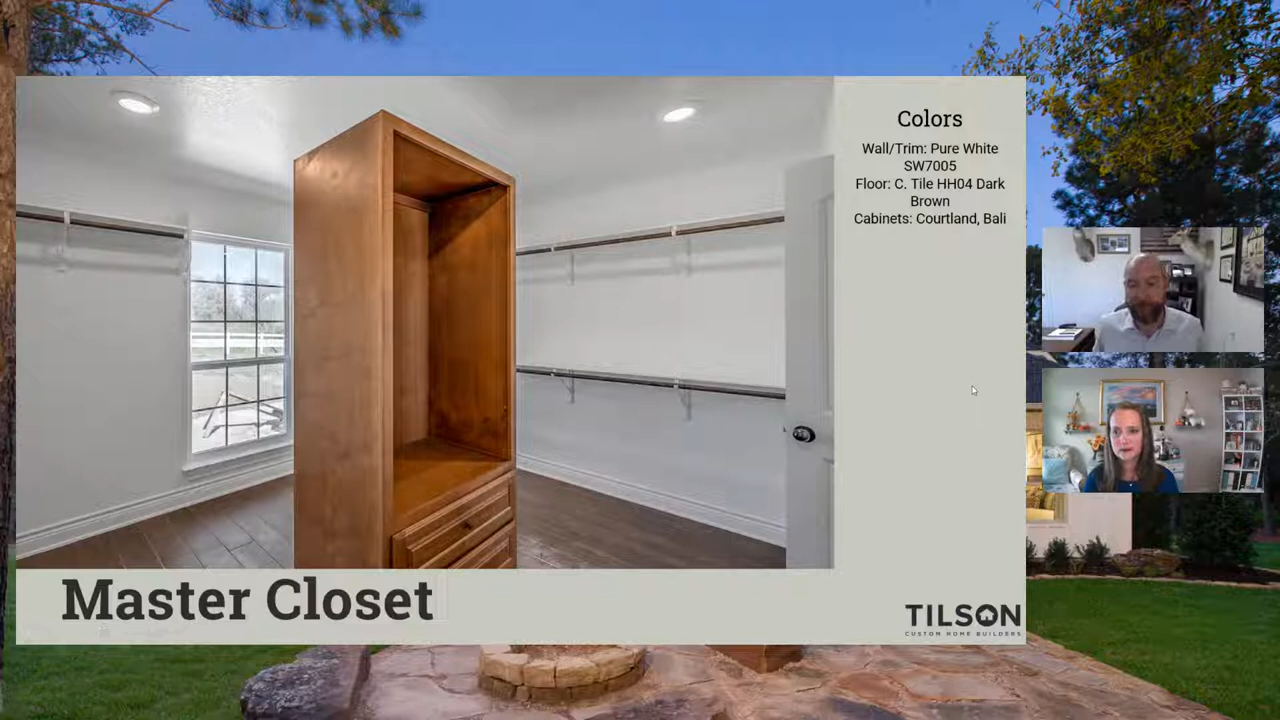 Colors
Wall/Trim: Pure White
SW7005
Floor: C. Tile HH04 Dark
Brown
Cabinets: Courtland, Bali
Master Closet
TILSON
CUSTOM HOME BUILDERS